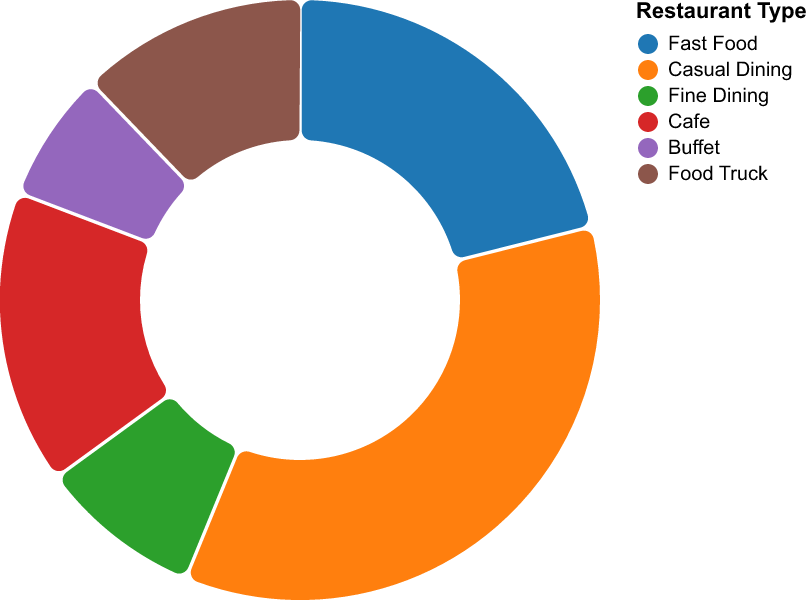 Restaurant Type
Fast Food
Casual Dining
Fine Dining
Cafe
Buffet
Food Truck